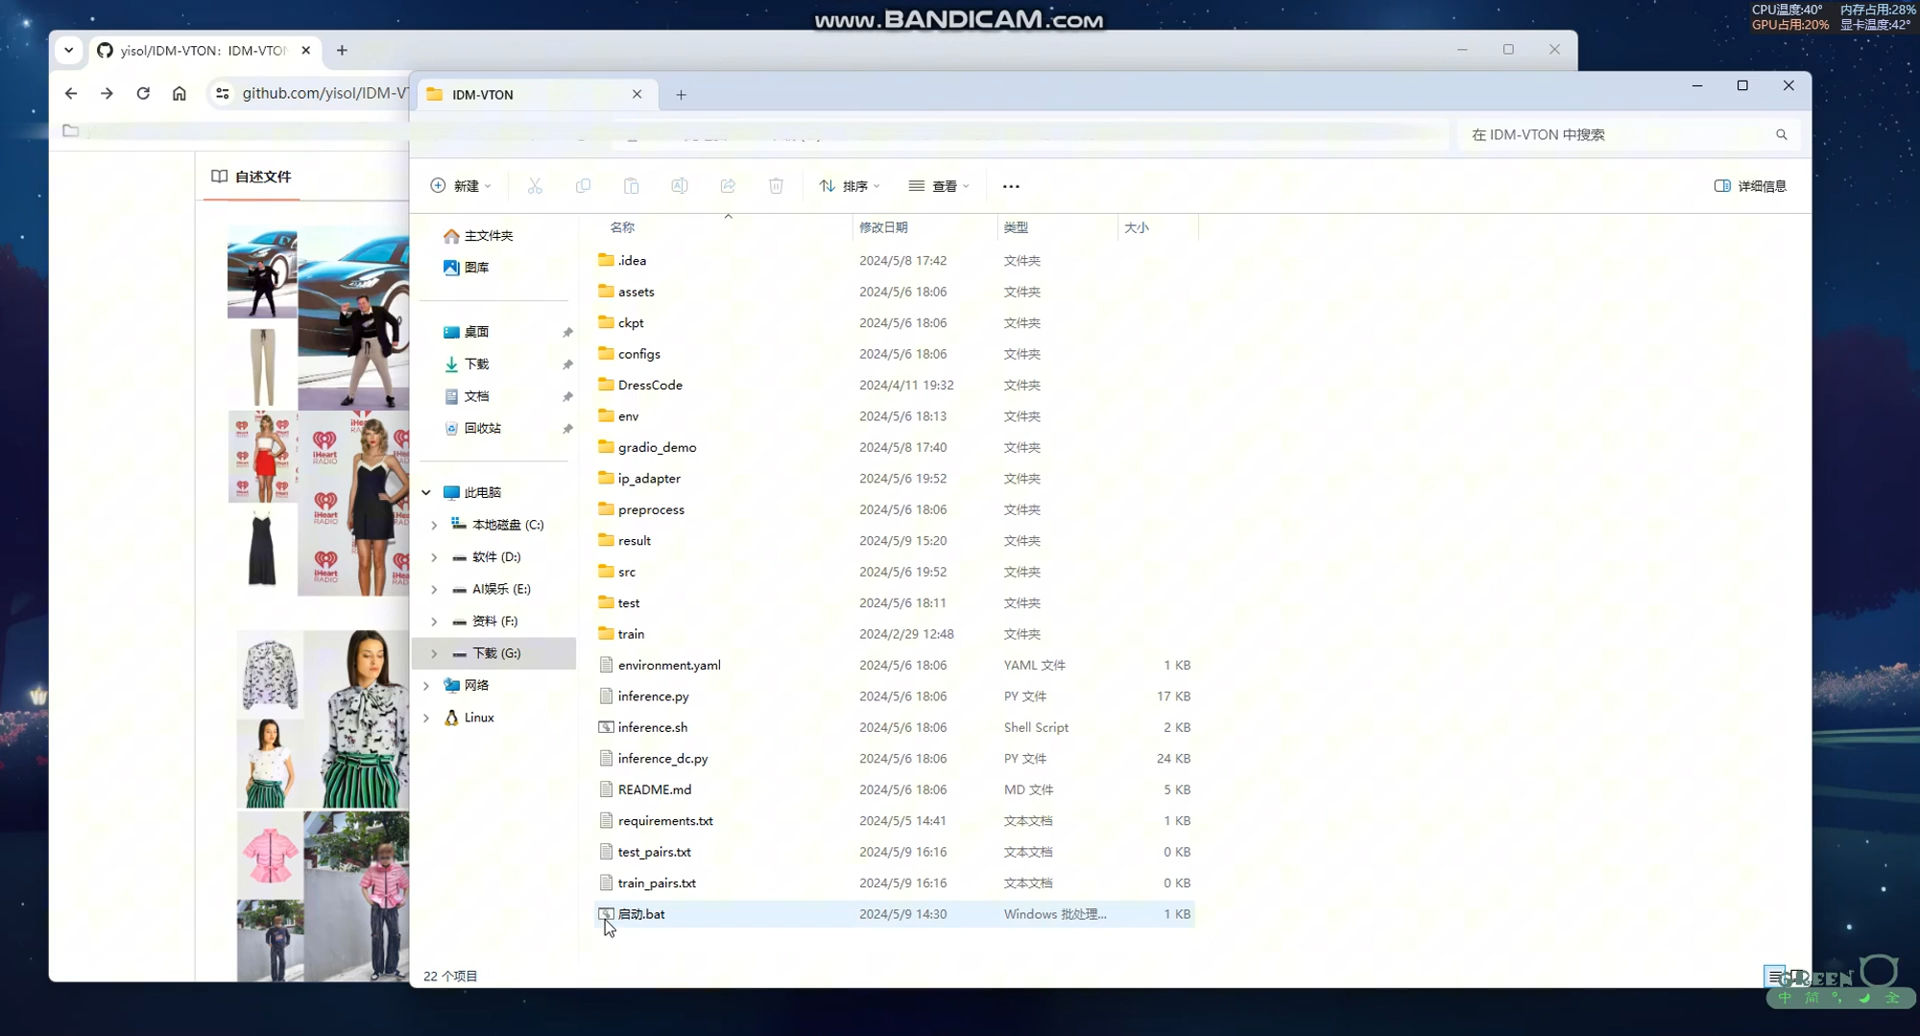 www.BANDICAM.com
CPU温度:40° 内存占用:28%
GPU占用:20% 显卡温度:42°
yisol/IDM-VTON: IDM-VTON
github.com/yisol/IDM-V
IDM-VTON
在 IDM-VTON 中搜索
自述文件
新建
排序
查看
详细信息
主文件夹
图库
桌面
下载
文档
回收站
此电脑
本地磁盘 (C:)
软件 (D:)
AI娱乐 (E:)
资料 (F:)
下载 (G:)
网络
Linux
名称 修改日期 类型 大小
.idea 2024/5/8 17:42 文件夹
assets 2024/5/6 18:06 文件夹
ckpt 2024/5/6 18:06 文件夹
configs 2024/5/6 18:06 文件夹
DressCode 2024/4/11 19:32 文件夹
env 2024/5/6 18:13 文件夹
gradio_demo 2024/5/8 17:40 文件夹
ip_adapter 2024/5/6 19:52 文件夹
preprocess 2024/5/6 18:06 文件夹
result 2024/5/9 15:20 文件夹
src 2024/5/6 19:52 文件夹
test 2024/5/6 18:11 文件夹
train 2024/2/29 12:48 文件夹
environment.yaml 2024/5/6 18:06 YAML 文件 1 KB
inference.py 2024/5/6 18:06 PY 文件 17 KB
inference.sh 2024/5/6 18:06 Shell Script 2 KB
inference_dc.py 2024/5/6 18:06 PY 文件 24 KB
README.md 2024/5/6 18:06 MD 文件 5 KB
requirements.txt 2024/5/5 14:41 文本文档 1 KB
test_pairs.txt 2024/5/9 16:16 文本文档 0 KB
train_pairs.txt 2024/5/9 16:16 文本文档 0 KB
启动.bat 2024/5/9 14:30 Windows 批处理... 1 KB
22 个项目
iHeart RADIO
GREEN
中 简 °, 全